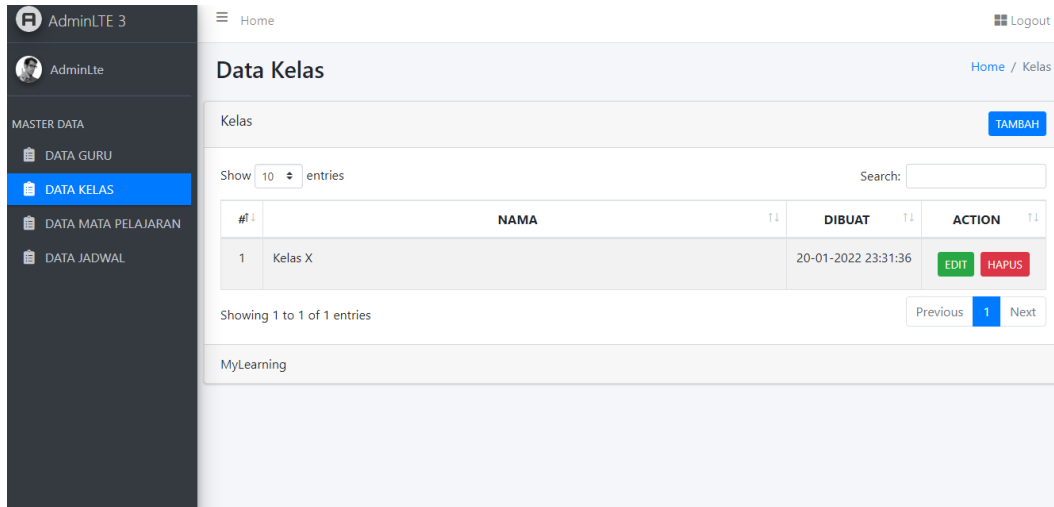 AdminLTE 3
Home
Logout
AdminLte
Data Kelas
Home / Kelas
MASTER DATA
DATA GURU
DATA KELAS
DATA MATA PELAJARAN
DATA JADWAL
Kelas
TAMBAH
Show 10 entries
Search:
# NAMA DIBUAT ACTION
1 Kelas X 20-01-2022 23:31:36 EDIT HAPUS
Showing 1 to 1 of 1 entries
Previous 1 Next
MyLearning